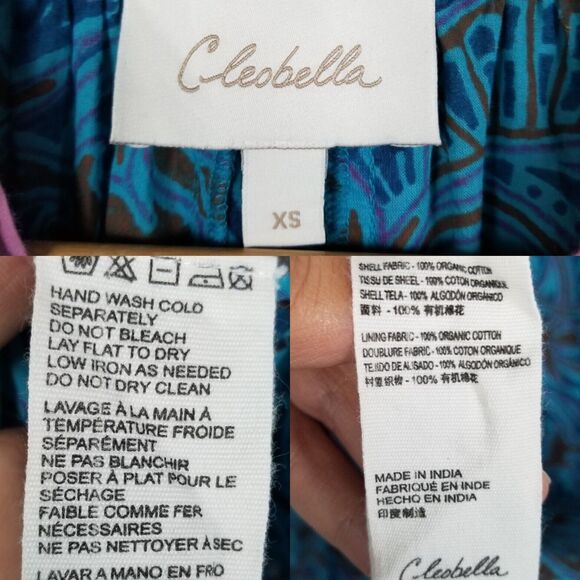 Cleobella
XS
HAND WASH COLD
SEPARATELY
DO NOT BLEACH
LAY FLAT TO DRY
LOW IRON AS NEEDED
DO NOT DRY CLEAN
LAVAGE À LA MAIN À
TEMPÉRATURE FROIDE
SÉPARÉMENT
NE PAS BLANCHIR
POSER À PLAT POUR LE
SÉCHAGE
FAIBLE COMME FER
NÉCESSAIRES
NE PAS NETTOYER À SEC
LAVAR A MANO EN FRO
SHELL FABRIC - 100% ORGANIC COTTON
TISSU DE SHEEL - 100% COTON ORGANIQUE
SHELL TELA - 100% ALGODÓN ORGÁNICO
面料 - 100% 有机棉花
LINING FABRIC - 100% ORGANIC COTTON
DOUBLURE FABRIC - 100% COTON ORGANIQUE
TEJIDO DE ALISADO - 100% ALGODÓN ORGÁNICO
衬里织物 - 100% 有机棉花
MADE IN INDIA
FABRIQUÉ EN INDE
HECHO EN INDIA
印度制造
Cleobella